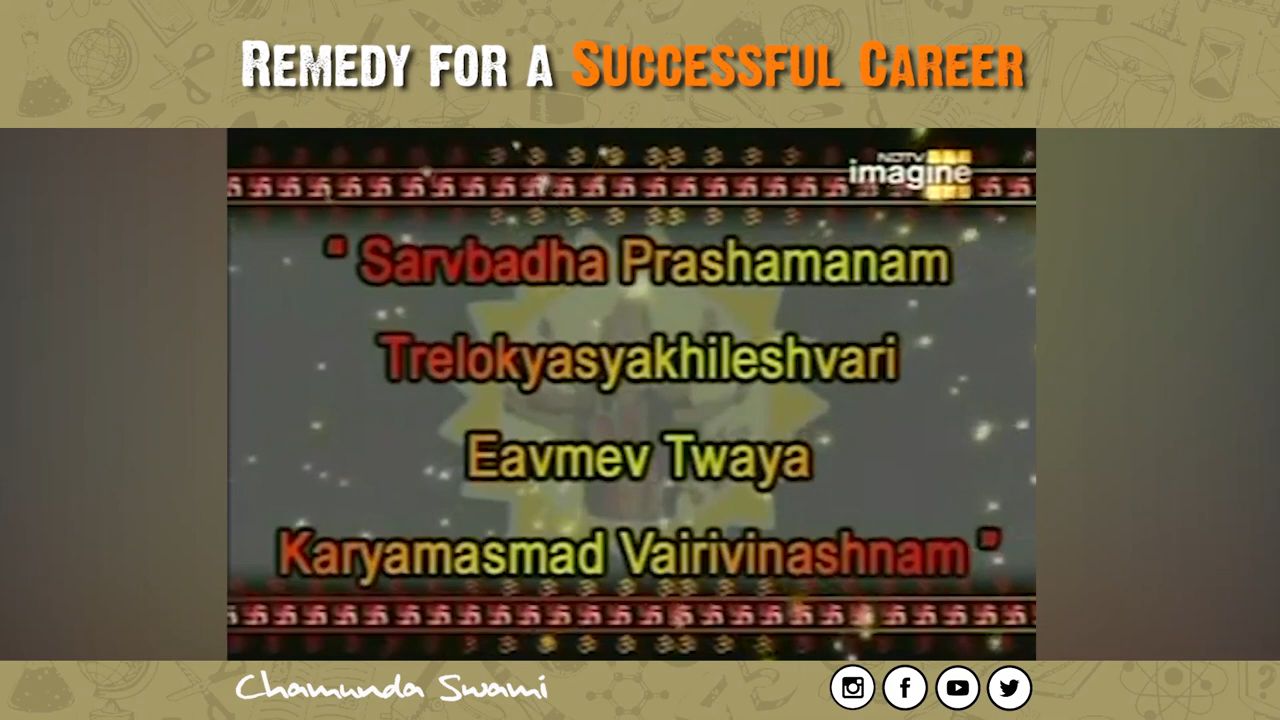 REMEDY FOR A SUCCESSFUL CAREER
NDTV
imagine
" Sarvbadha Prashamanam
Trelokyasyakhileshvari
Eavmev Twaya
Karyamasmad Vairivinashnam "
Chamunda Swami